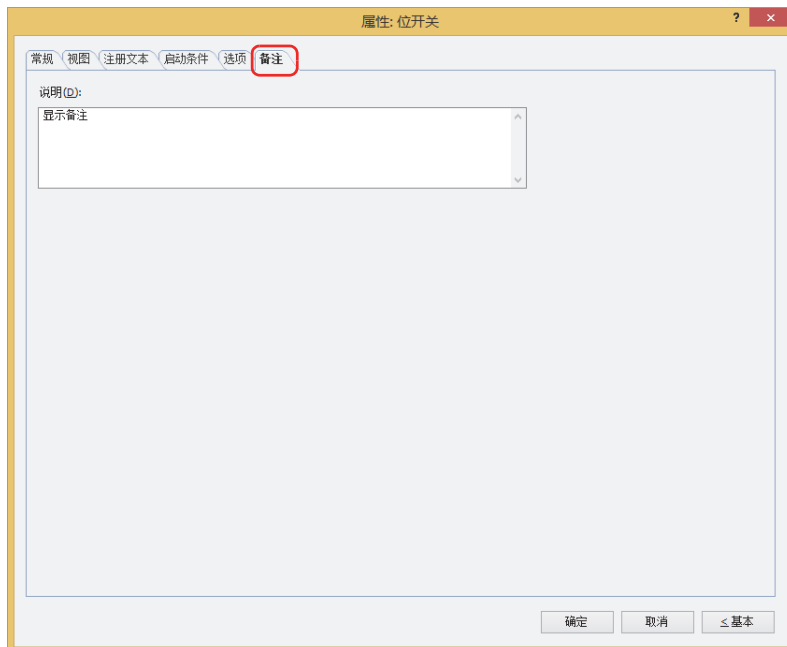 属性: 位开关
? ×
常规 视图 注册文本 启动条件 选项 备注
说明(D):
显示备注
确定 取消 ≤基本